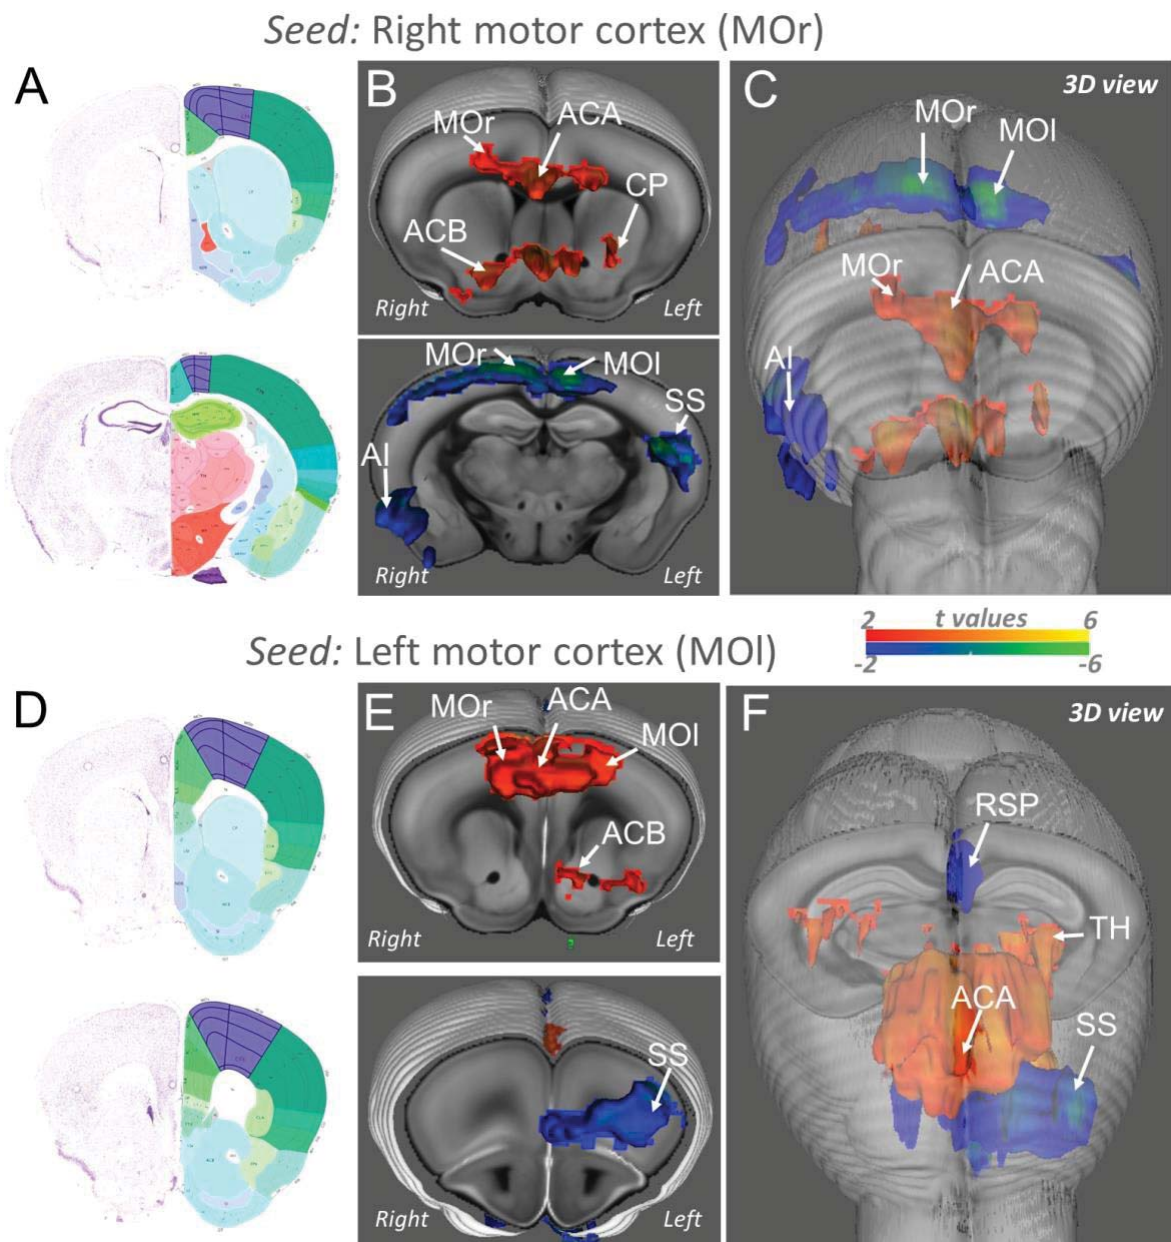 Seed: Right motor cortex (MOr)
A
B
MOr
ACA
CP
ACB
Right
Left
MOr
MOl
SS
AI
Right
Left
C
3D view
MOr
MOl
MOr
ACA
AI
2 t values 6
-2 -6
Seed: Left motor cortex (MOl)
D
E
MOr
ACA
MOl
ACB
Right
Left
SS
Right
Left
F
3D view
RSP
TH
ACA
SS